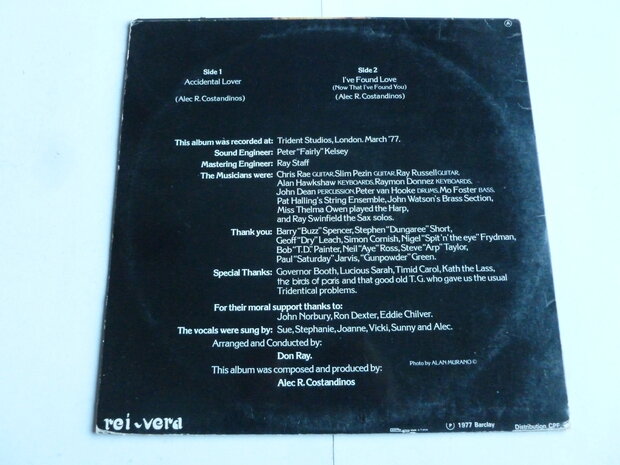 A
Side 1
Accidental Lover
(Alec R. Costandinos)
Side 2
I've Found Love
(Now That I've Found You)
(Alec R. Costandinos)
This album was recorded at: Trident Studios, London. March '77.
Sound Engineer: Peter "Fairly" Kelsey
Mastering Engineer: Ray Staff
The Musicians were: Chris Rae GUITAR, Slim Pezin GUITAR, Ray Russell GUITAR,
Alan Hawkshaw KEYBOARDS, Raymon Donnez KEYBOARDS,
John Dean PERCUSSION, Peter van Hooke DRUMS, Mo Foster BASS,
Pat Halling's String Ensemble, John Watson's Brass Section,
Miss Thelma Owen played the Harp,
and Ray Swinfield the Sax solos.
Thank you: Barry "Buzz" Spencer, Stephen "Dungaree" Short,
Geoff "Dry" Leach, Simon Cornish, Nigel "Spit 'n' the eye" Frydman,
Bob "T.D." Painter, Neil "Aye" Ross, Steve "Arp" Taylor,
Paul "Saturday" Jarvis, "Gunpowder" Green.
Special Thanks: Governor Booth, Lucious Sarah, Timid Carol, Kath the Lass,
the birds of paris and that good old T.G. who gave us the usual
Tridentical problems.
For their moral support thanks to:
John Norbury, Ron Dexter, Eddie Chilver.
The vocals were sung by: Sue, Stephanie, Joanne, Vicki, Sunny and Alec.
Arranged and Conducted by:
Don Ray.
Photo by ALAN MURANO ©
This album was composed and produced by:
Alec R. Costandinos
℗ 1977 Barclay
Distribution CPF